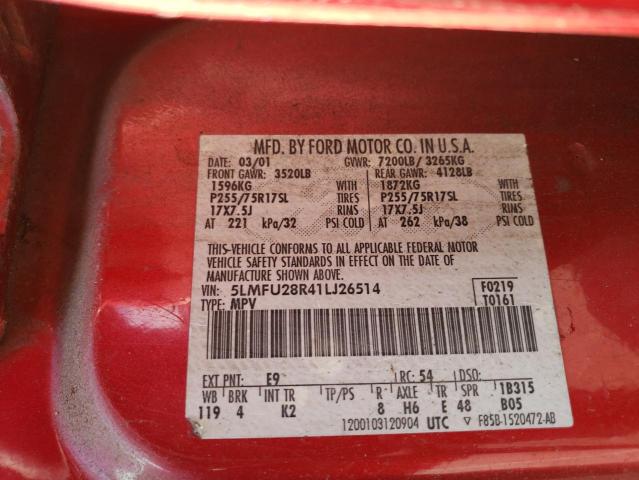 MFD. BY FORD MOTOR CO. IN U.S.A.
DATE: 03/01 GVWR: 7200LB/ 3265KG
FRONT GAWR: 3520LB REAR GAWR: 4128LB
1596KG WITH 1872KG WITH
P255/75R17SL TIRES P255/75R17SL TIRES
17X7.5J RIMS 17X7.5J RIMS
AT 221 kPa/32 PSI COLD AT 262 kPa/38 PSI COLD
THIS-VEHICLE CONFORMS TO ALL APPLICABLE FEDERAL MOTOR
VEHICLE SAFETY STANDARDS IN EFFECT ON THE DATE OF
MANUFACTURE SHOWN ABOVE.
VIN: 5LMFU28R41LJ26514 F0219
TYPE: MPV T0161
EXT PNT: E9 RC: 54 DSO:
WB BRK INT TR TP/PS R AXLE TR SPR 1B315
119 4 K2 8 H6 E 48 B05
1200103120904 UTC F85B-1520472-AB